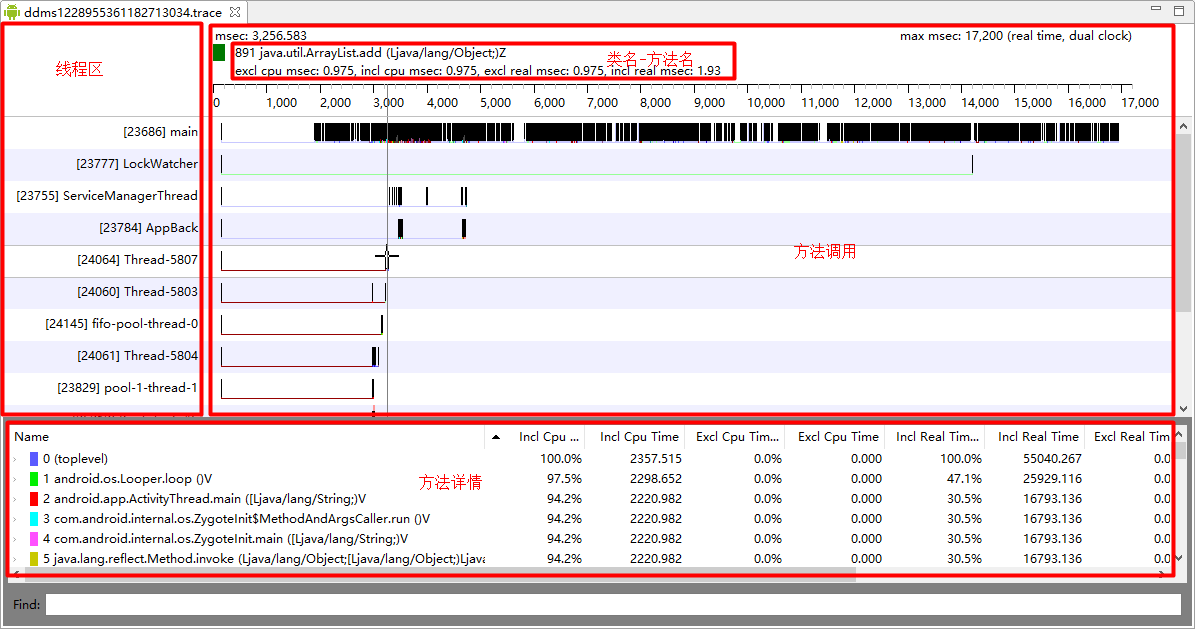 ddms1228955361182713034.trace
线程区
msec: 3,256.583
max msec: 17,200 (real time, dual clock)
891 java.util.ArrayList.add (Ljava/lang/Object;)Z
类名-方法名
excl cpu msec: 0.975, incl cpu msec: 0.975, excl real msec: 0.975, incl real msec: 1.93
0 1,000 2,000 3,000 4,000 5,000 6,000 7,000 8,000 9,000 10,000 11,000 12,000 13,000 14,000 15,000 16,000 17,000
[23686] main
[23777] LockWatcher
[23755] ServiceManagerThread
[23784] AppBack
方法调用
[24064] Thread-5807
[24060] Thread-5803
[24145] fifo-pool-thread-0
[24061] Thread-5804
[23829] pool-1-thread-1
Name Incl Cpu ... Incl Cpu Time Excl Cpu Tim... Excl Cpu Time Incl Real Tim... Incl Real Time Excl Real Tim
0 (toplevel) 100.0% 2357.515 0.0% 0.000 100.0% 55040.267 0.0
1 android.os.Looper.loop ()V 97.5% 2298.652 0.0% 0.000 47.1% 25929.116 0.0
方法详情
2 android.app.ActivityThread.main ([Ljava/lang/String;)V 94.2% 2220.982 0.0% 0.000 30.5% 16793.136 0.0
3 com.android.internal.os.ZygoteInit$MethodAndArgsCaller.run ()V 94.2% 2220.982 0.0% 0.000 30.5% 16793.136 0.0
4 com.android.internal.os.ZygoteInit.main ([Ljava/lang/String;)V 94.2% 2220.982 0.0% 0.000 30.5% 16793.136 0.0
5 java.lang.reflect.Method.invoke (Ljava/lang/Object;[Ljava/lang/Object;)Ljava 94.2% 2220.982 0.0% 0.000 30.5% 16793.136 0.0
Find: